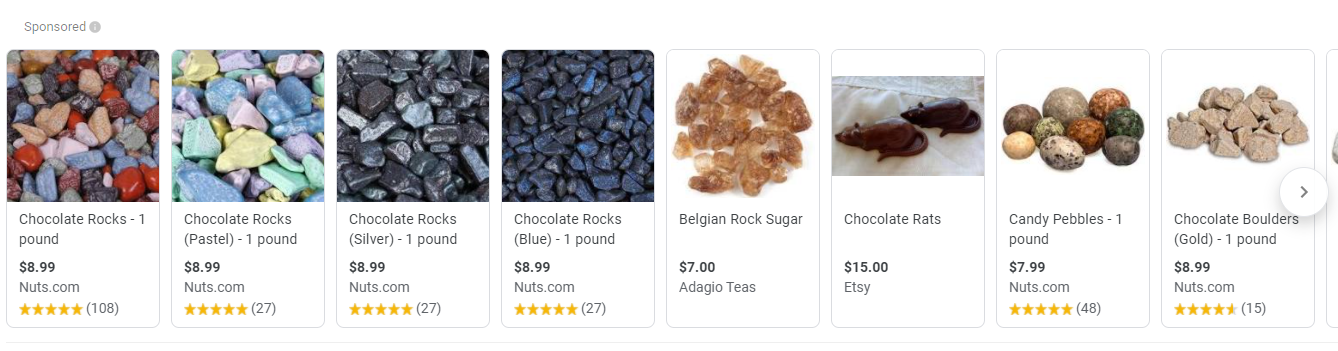 Sponsored
Chocolate Rocks - 1
pound
$8.99
Nuts.com
(108)
Chocolate Rocks
(Pastel) - 1 pound
$8.99
Nuts.com
(27)
Chocolate Rocks
(Silver) - 1 pound
$8.99
Nuts.com
(27)
Chocolate Rocks
(Blue) - 1 pound
$8.99
Nuts.com
(27)
Belgian Rock Sugar
$7.00
Adagio Teas
Chocolate Rats
$15.00
Etsy
Candy Pebbles - 1
pound
$7.99
Nuts.com
(48)
Chocolate Boulders
(Gold) - 1 pound
$8.99
Nuts.com
(15)